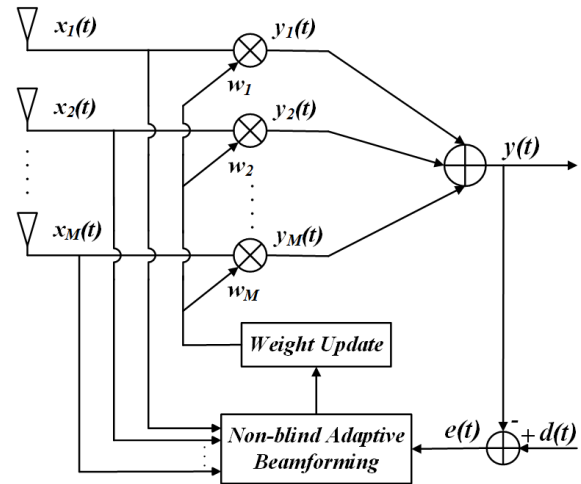 x1(t)
y1(t)
w1
x2(t)
y2(t)
w2
y(t)
xM(t)
yM(t)
wM
Weight Update
Non-blind Adaptive
Beamforming
e(t)
-
+ d(t)